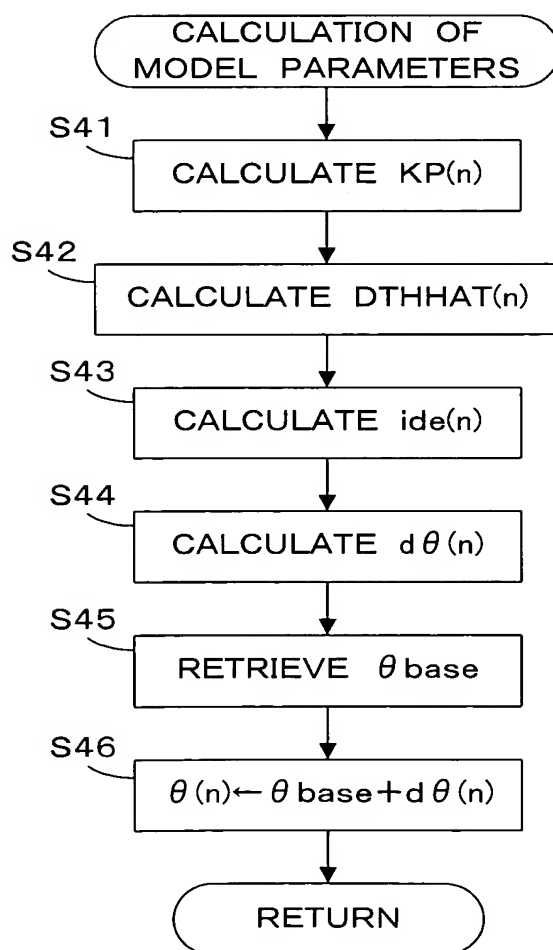 CALCULATION OF
MODEL PARAMETERS
S41
CALCULATE KP(n)
S42
CALCULATE DTHHAT(n)
S43
CALCULATE ide(n)
S44
CALCULATE dθ(n)
S45
RETRIEVE θbase
S46
θ(n)←θbase+dθ(n)
RETURN